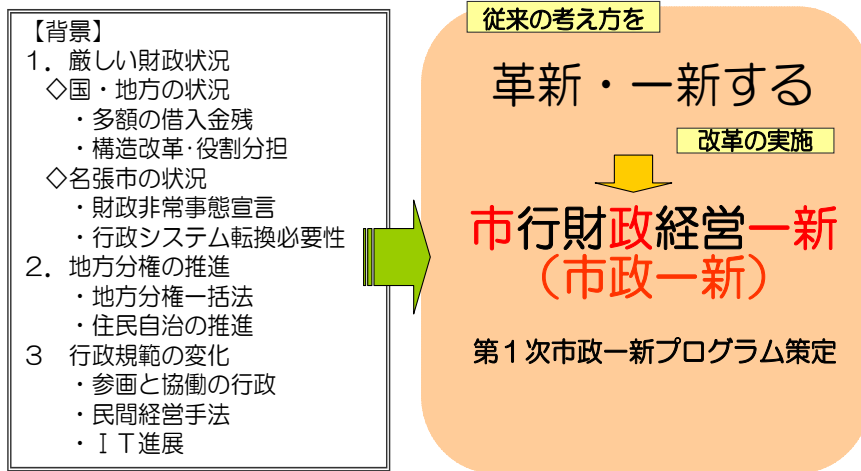 【背景】
１．厳しい財政状況
◇国・地方の状況
・多額の借入金残
・構造改革･役割分担
◇名張市の状況
・財政非常事態宣言
・行政システム転換必要性
２．地方分権の推進
・地方分権一括法
・住民自治の推進
３　行政規範の変化
・参画と協働の行政
・民間経営手法
・ＩＴ進展
従来の考え方を
革新・一新する
改革の実施
市行財政経営一新
（市政一新）
第１次市政一新プログラム策定